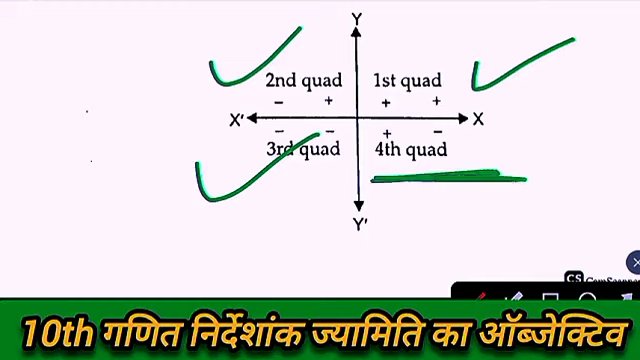 Y
2nd quad 1st quad
− + + +
X′ X
− − + −
3rd quad 4th quad
Y′
CS CamScanner
10th गणित निर्देशांक ज्यामिति का ऑब्जेक्टिव